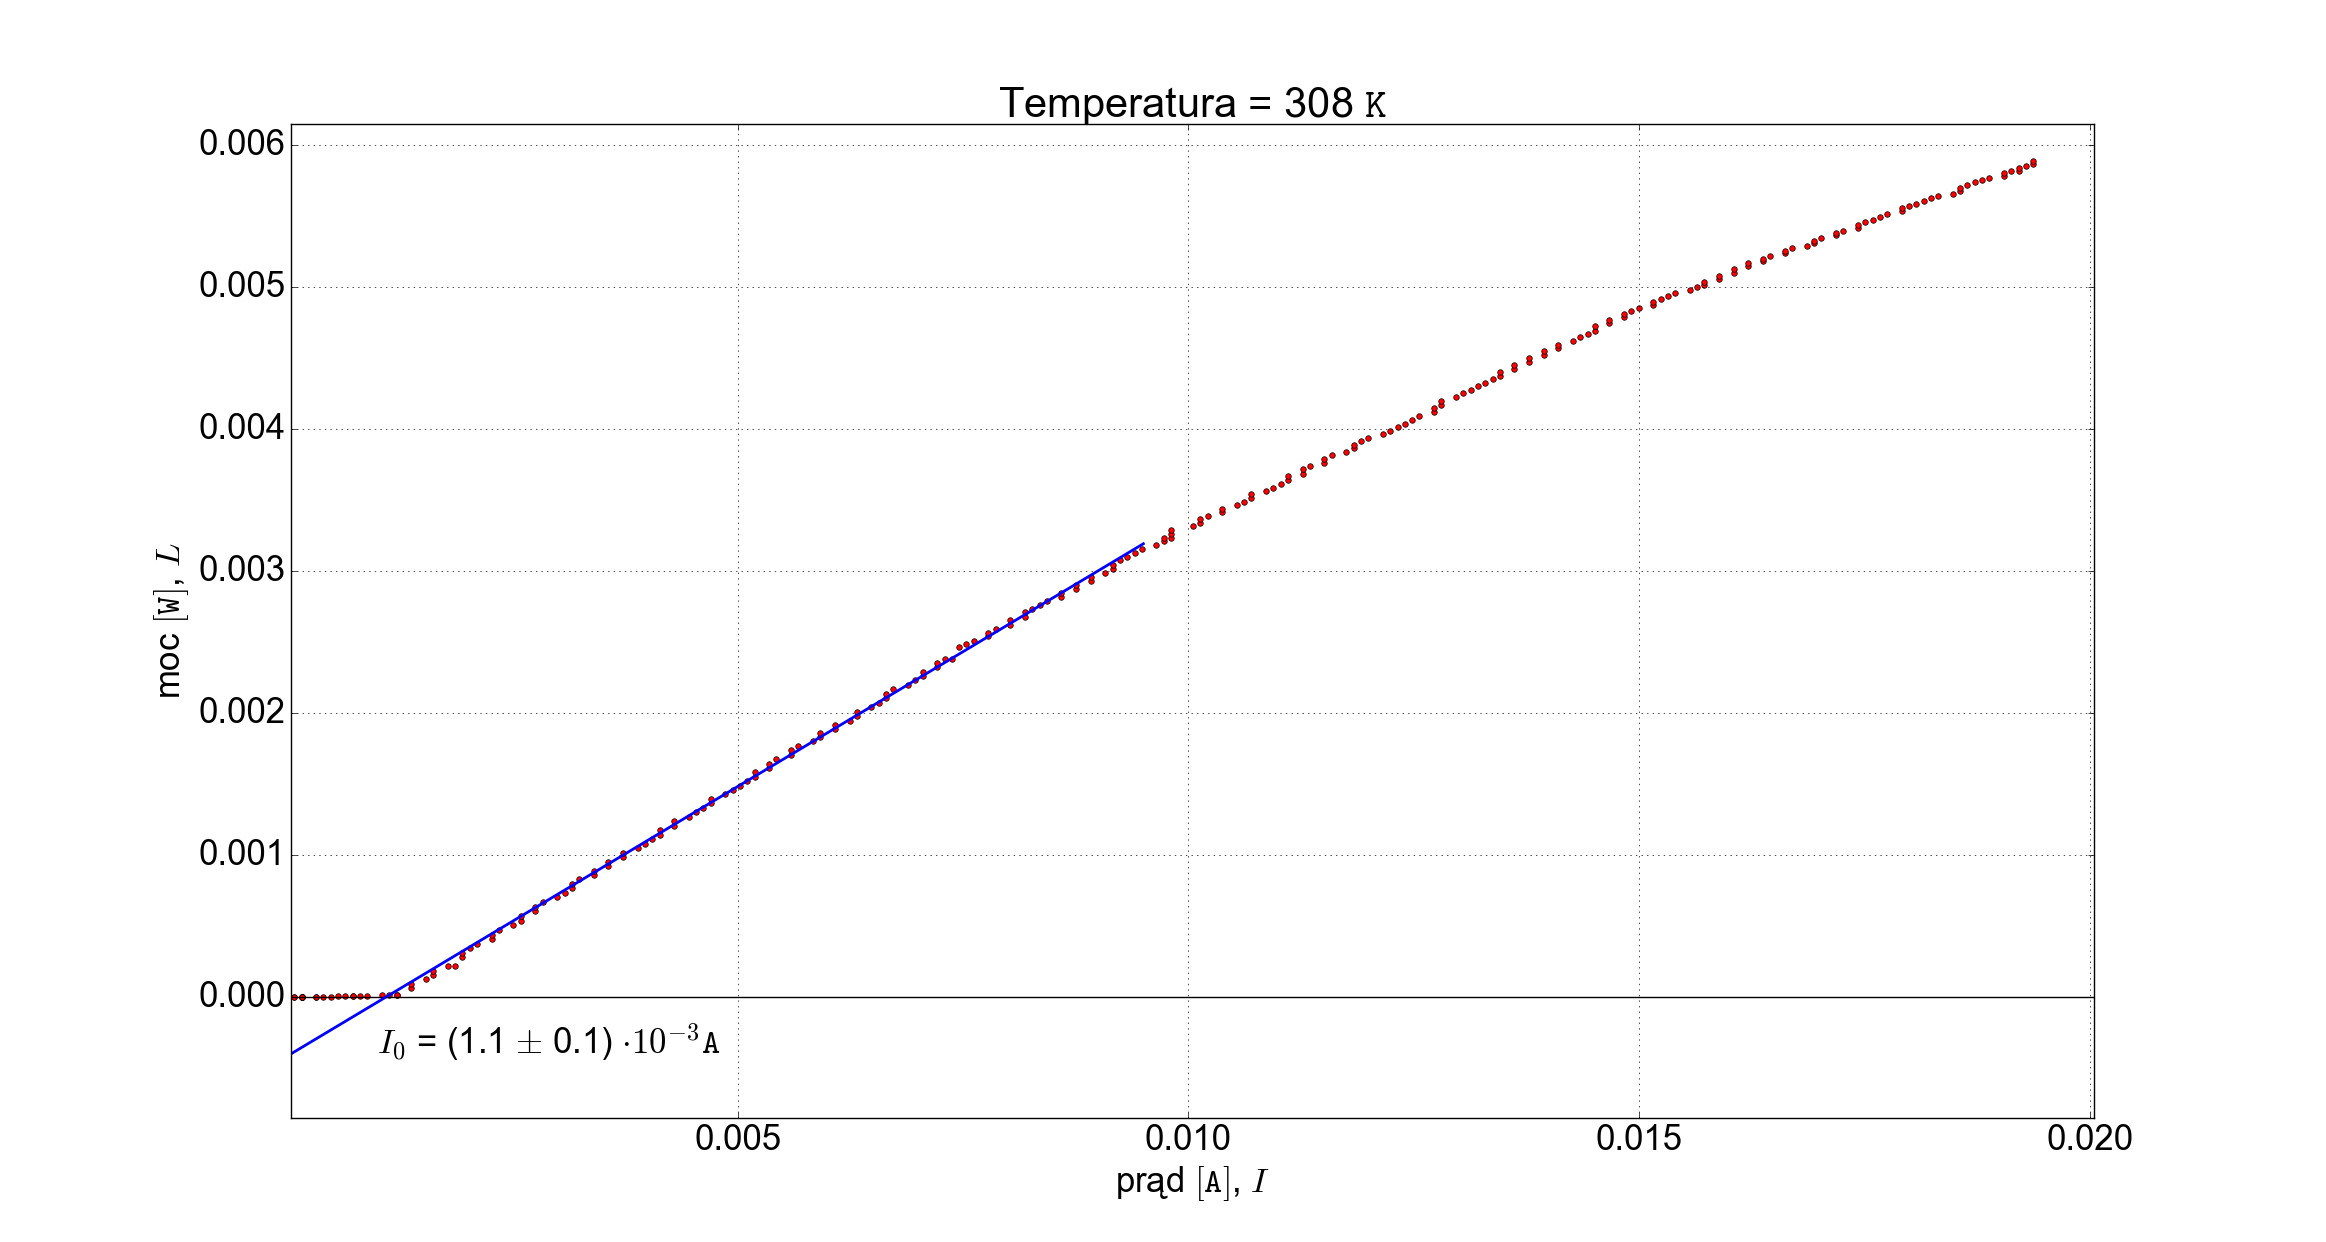 Temperatura = 308 K
0.006
0.005
0.004
0.003
0.002
0.001
0.000
moc [W], L
I₀ = (1.1 ± 0.1) ·10⁻³A
0.005 0.010 0.015 0.020
prąd [A], I